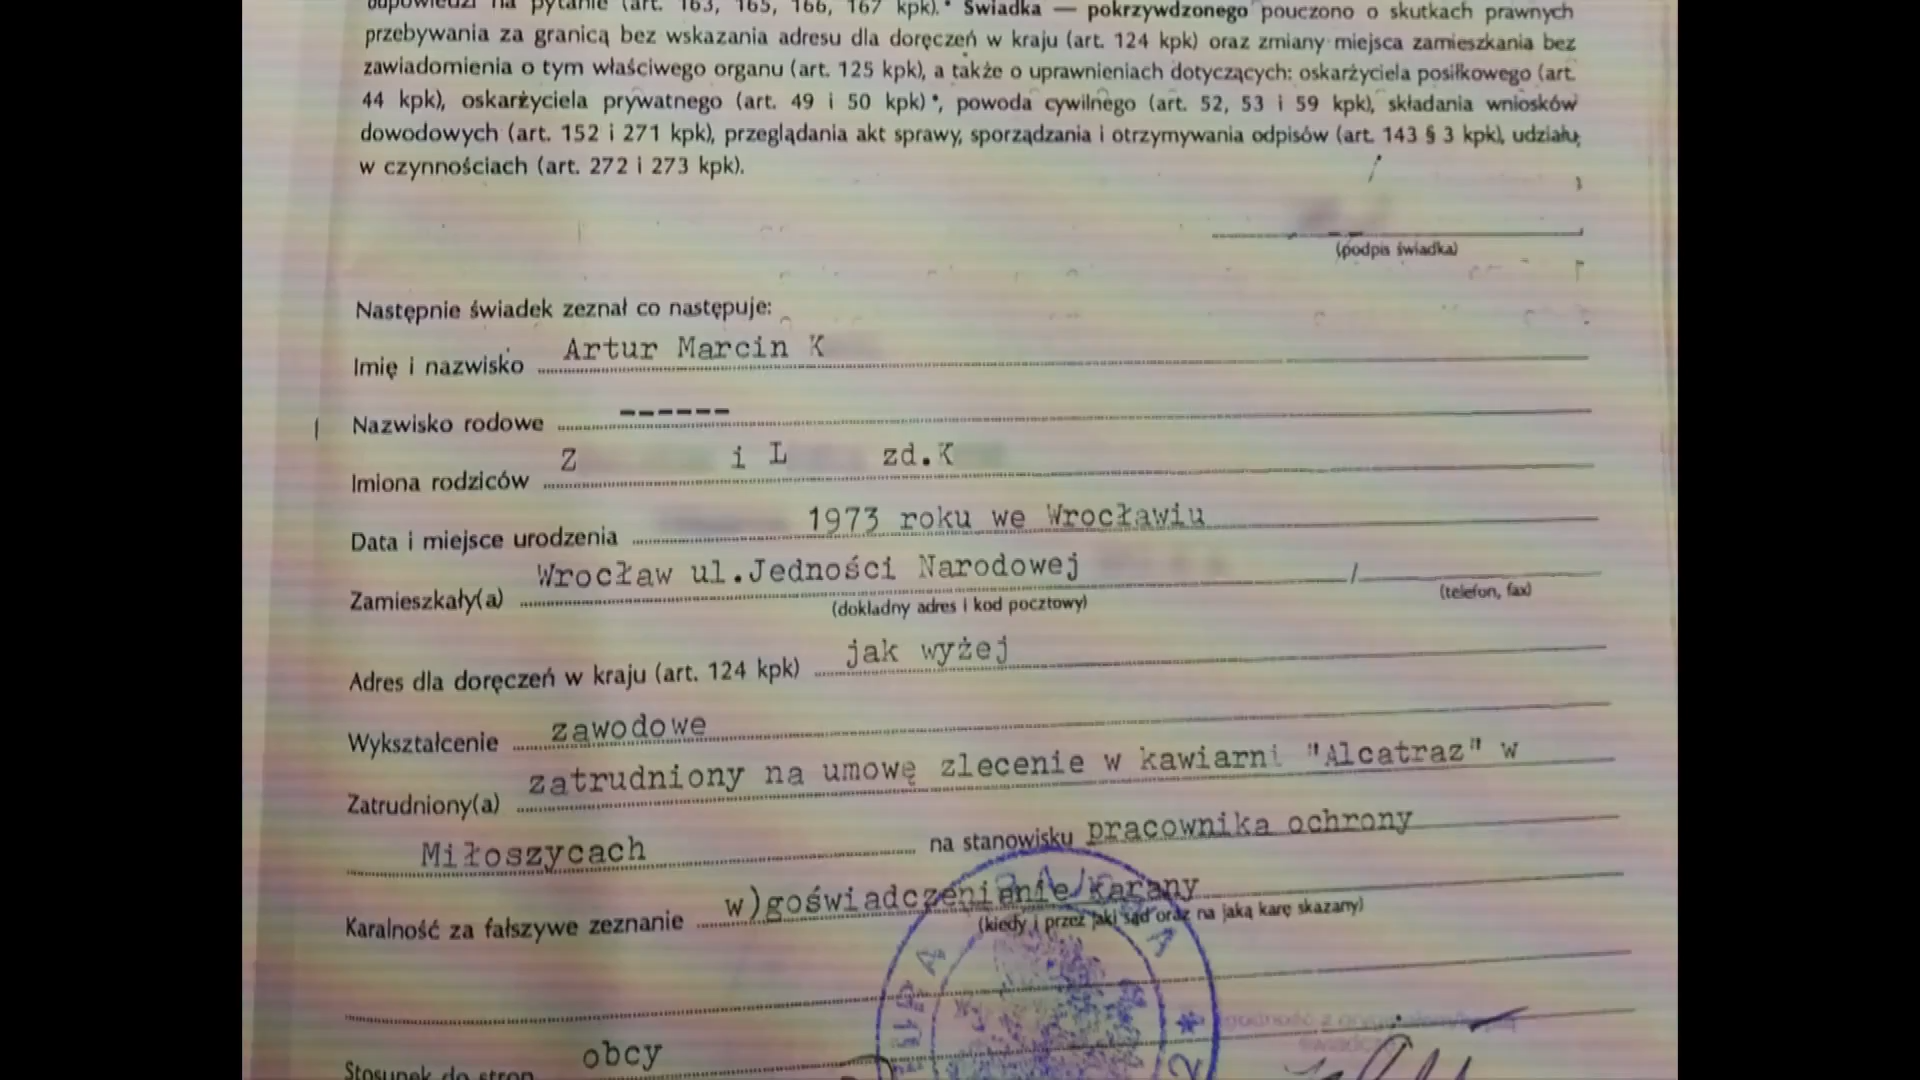 odpowiedzi na pytanie (art. 163, 165, 166, 167 kpk).* Świadka — pokrzywdzonego pouczono o skutkach prawnych
przebywania za granicą bez wskazania adresu dla doręczeń w kraju (art. 124 kpk) oraz zmiany miejsca zamieszkania bez
zawiadomienia o tym właściwego organu (art. 125 kpk), a także o uprawnieniach dotyczących: oskarżyciela posiłkowego (art.
44 kpk), oskarżyciela prywatnego (art. 49 i 50 kpk)*, powoda cywilnego (art. 52, 53 i 59 kpk), składania wniosków
dowodowych (art. 152 i 271 kpk), przeglądania akt sprawy, sporządzania i otrzymywania odpisów (art. 143 § 3 kpk), udziału,
w czynnościach (art. 272 i 273 kpk).
(podpis świadka)
Następnie świadek zeznał co następuje:
Imię i nazwisko Artur Marcin K
Nazwisko rodowe ------
Imiona rodziców Z i L zd.K
Data i miejsce urodzenia 1973 roku we Wrocławiu
Zamieszkały(a) Wrocław ul.Jedności Narodowej /
(dokładny adres i kod pocztowy) (telefon, fax)
Adres dla doręczeń w kraju (art. 124 kpk) jak wyżej
Wykształcenie zawodowe
Zatrudniony(a) zatrudniony na umowę zlecenie w kawiarni "Alcatraz" w
Miłoszycach na stanowisku pracownika ochrony
Karalność za fałszywe zeznanie w)goświadczenianie karany
(kiedy i przez jaki sąd oraz na jaką karę skazany)
Stosunek do stron obcy